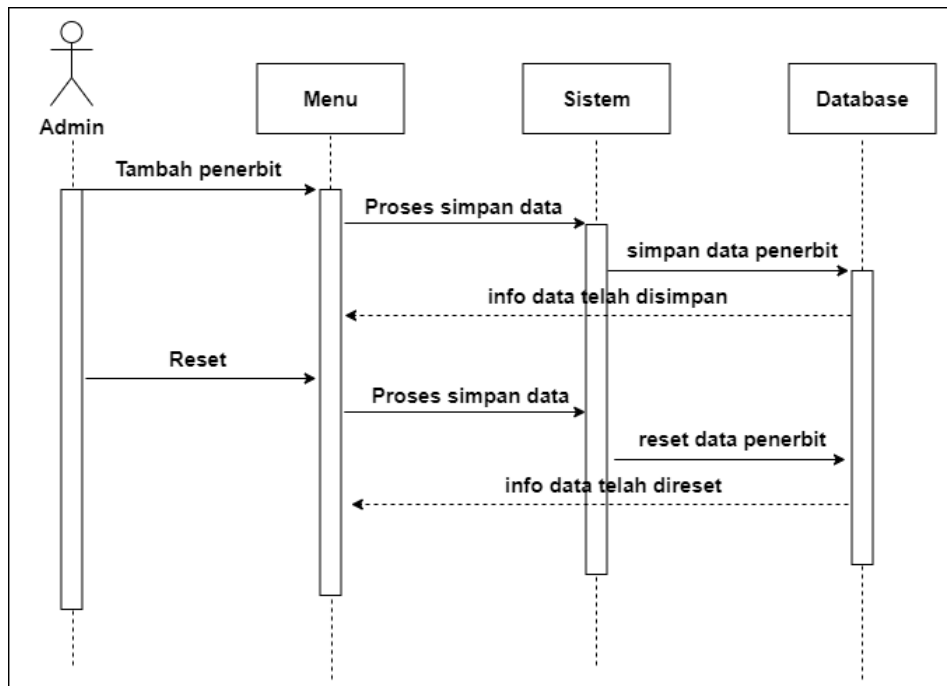 Admin
Menu
Sistem
Database
Tambah penerbit
Proses simpan data
simpan data penerbit
info data telah disimpan
Reset
Proses simpan data
reset data penerbit
info data telah direset